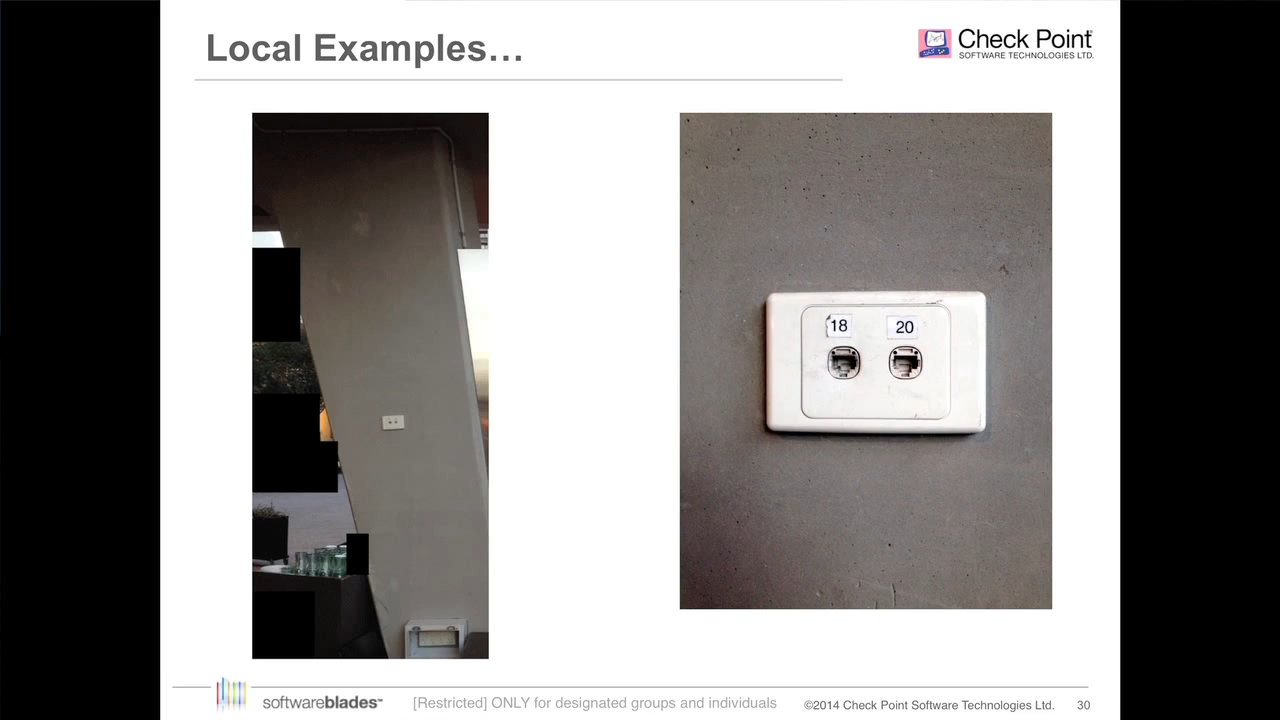 Local Examples…
Check Point
SOFTWARE TECHNOLOGIES LTD.
18 20
softwareblades™
[Restricted] ONLY for designated groups and individuals
©2014 Check Point Software Technologies Ltd.
30